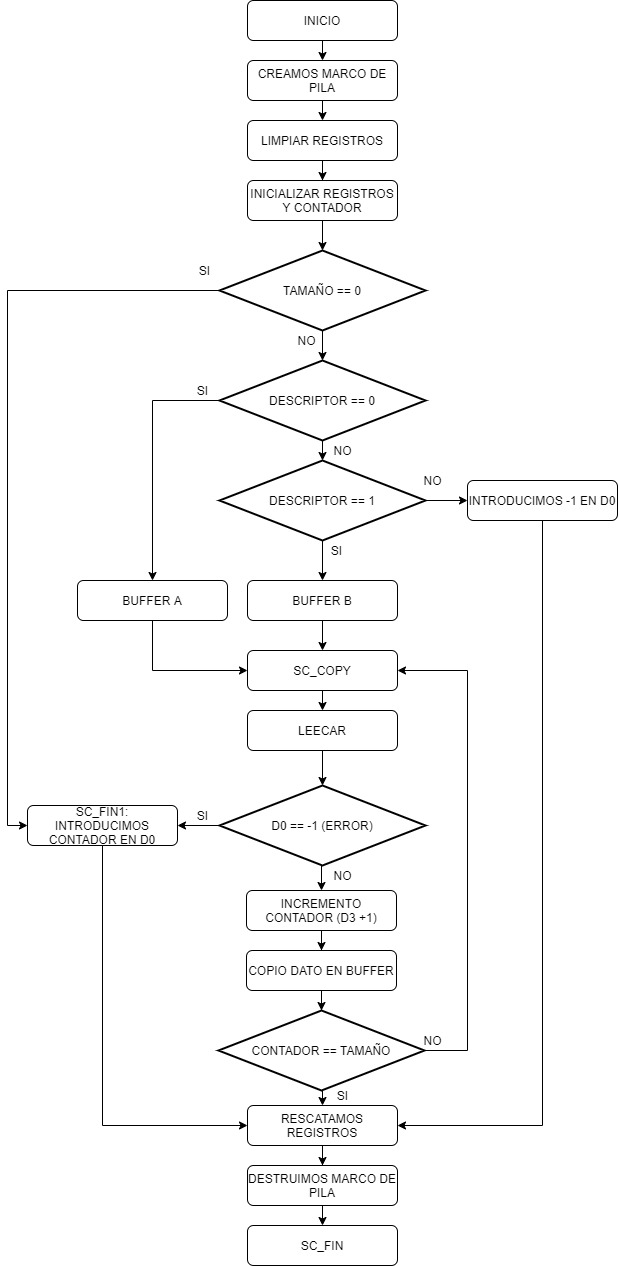 INICIO
CREAMOS MARCO DE
PILA
LIMPIAR REGISTROS
INICIALIZAR REGISTROS
Y CONTADOR
SI
TAMAÑO == 0
NO
SI
DESCRIPTOR == 0
NO
NO
DESCRIPTOR == 1
INTRODUCIMOS -1 EN D0
SI
BUFFER A
BUFFER B
SC_COPY
LEECAR
SC_FIN1:
INTRODUCIMOS
CONTADOR EN D0
SI
D0 == -1 (ERROR)
NO
INCREMENTO
CONTADOR (D3 +1)
COPIO DATO EN BUFFER
NO
CONTADOR == TAMAÑO
SI
RESCATAMOS
REGISTROS
DESTRUIMOS MARCO DE
PILA
SC_FIN